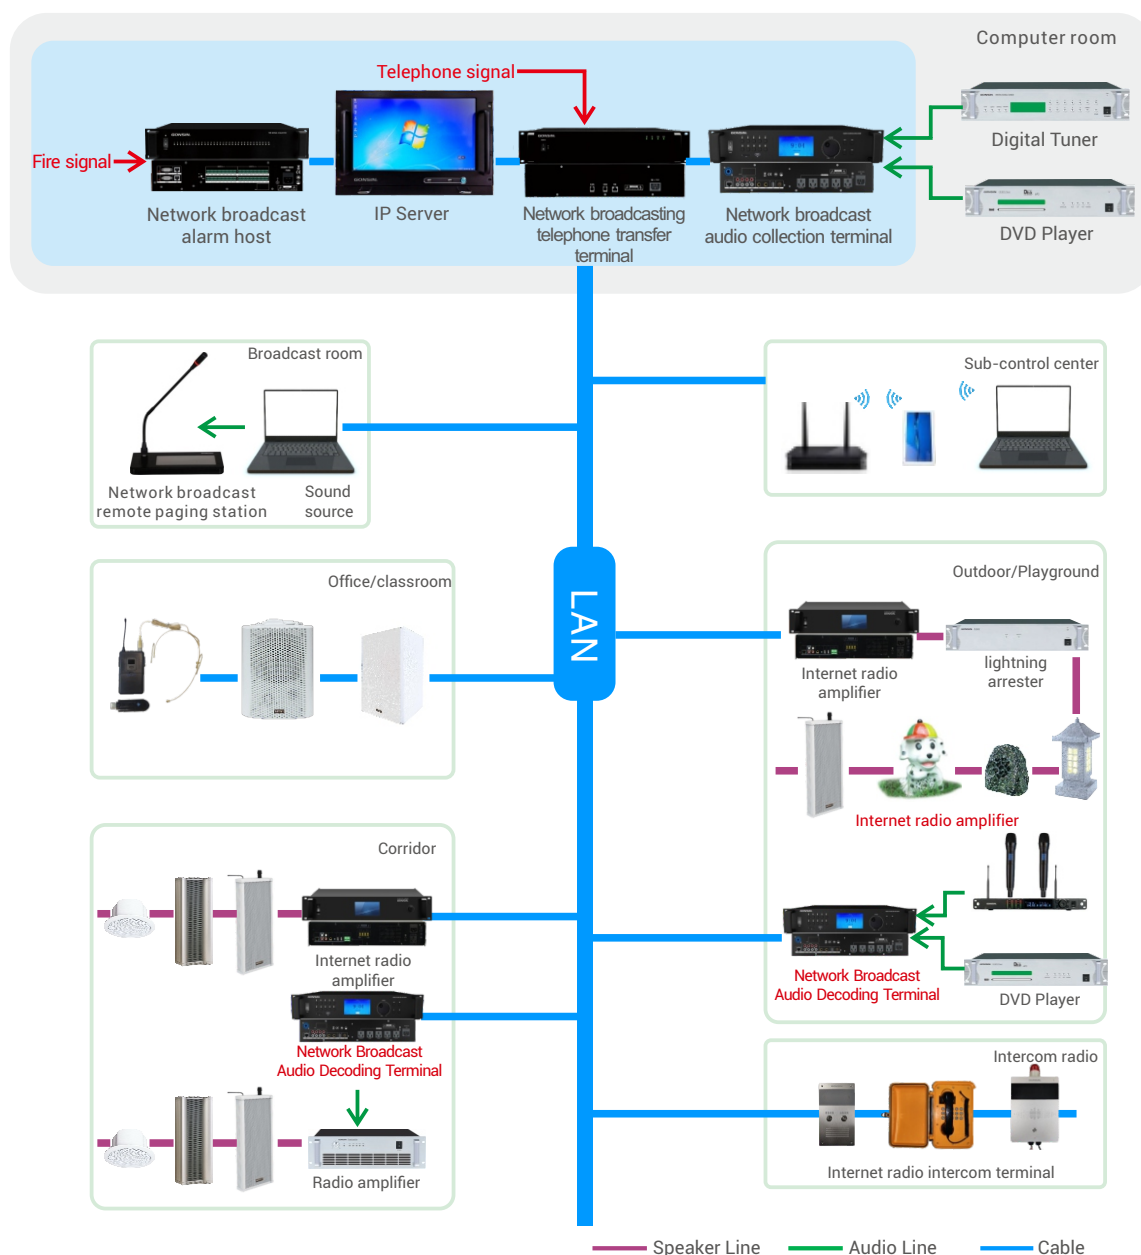 Computer room
Telephone signal
Fire signal
Digital Tuner
Network broadcast
alarm host
IP Server
Network broadcasting
telephone transfer
terminal
Network broadcast
audio collection terminal
DVD Player
Broadcast room
Network broadcast
remote paging station
Sound
source
Sub-control center
LAN
Office/classroom
Outdoor/Playground
Internet radio
amplifier
lightning
arrester
Internet radio amplifier
Network Broadcast
Audio Decoding Terminal
DVD Player
Corridor
Internet radio
amplifier
Network Broadcast
Audio Decoding Terminal
Radio amplifier
Intercom radio
Internet radio intercom terminal
Speaker Line
Audio Line
Cable